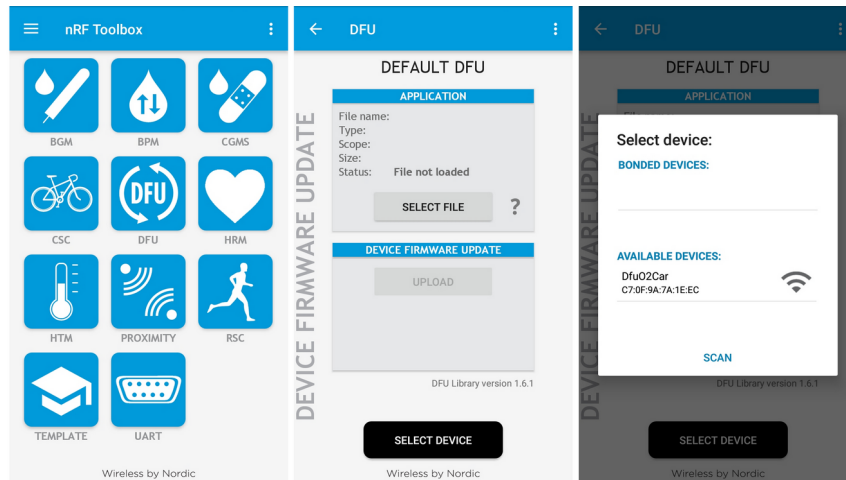 nRF Toolbox
BGM
BPM
CGMS
CSC
DFU
DFU
HRM
HTM
PROXIMITY
RSC
TEMPLATE
UART
Wireless by Nordic
DFU
DEFAULT DFU
DEVICE FIRMWARE UPDATE
APPLICATION
File name:
Type:
Scope:
Size:
Status: File not loaded
SELECT FILE ?
DEVICE FIRMWARE UPDATE
UPLOAD
DFU Library version 1.6.1
SELECT DEVICE
Wireless by Nordic
DFU
DEFAULT DFU
DEVICE FIRMWARE UPDATE
APPLICATION
Select device:
BONDED DEVICES:
AVAILABLE DEVICES:
DfuO2Car
C7:0F:9A:7A:1E:EC
SCAN
DFU Library version 1.6.1
SELECT DEVICE
Wireless by Nordic